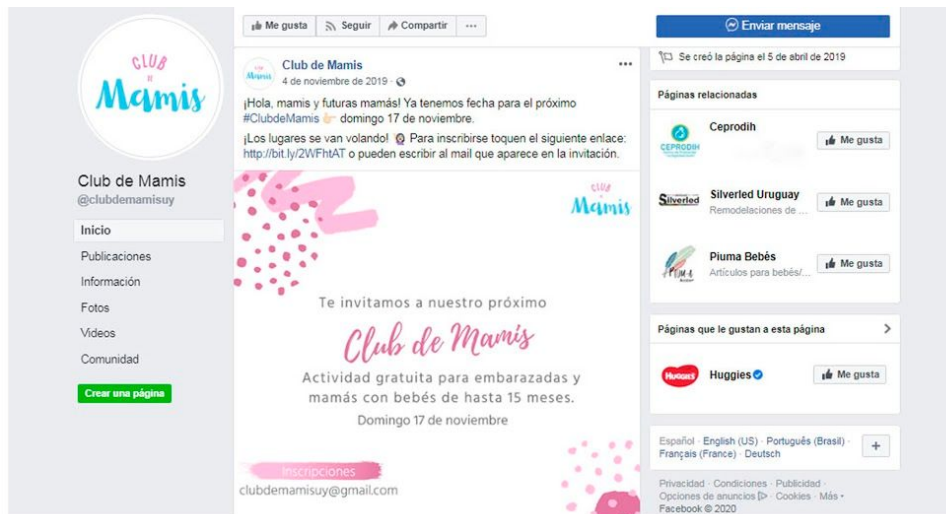 CLUB
DE
Mamis
Club de Mamis
@clubdemamisuy
Inicio
Publicaciones
Información
Fotos
Videos
Comunidad
Crear una página
Me gusta
Seguir
Compartir
...
Club de Mamis
4 de noviembre de 2019 ·
¡Hola, mamis y futuras mamás! Ya tenemos fecha para el próximo
#ClubdeMamis 👉🏻 domingo 17 de noviembre.
¡Los lugares se van volando! Para inscribirse toquen el siguiente enlace:
http://bit.ly/2WFhtAT o pueden escribir al mail que aparece en la invitación.
CLUB
Mamis
Te invitamos a nuestro próximo
Club de Mamis
Actividad gratuita para embarazadas y
mamás con bebés de hasta 15 meses.
Domingo 17 de noviembre
Inscripciones
clubdemamisuy@gmail.com
Enviar mensaje
Se creó la página el 5 de abril de 2019
Páginas relacionadas
CEPRODIH
Ceprodih
Me gusta
Silverled
Silverled Uruguay
Remodelaciones de ...
Me gusta
PIUMA
Piuma Bebès
Artículos para bebés/...
Me gusta
Páginas que le gustan a esta página
HUGGIES
Huggies
Me gusta
Español · English (US) · Português (Brasil) ·
Français (France) · Deutsch
+
Privacidad · Condiciones · Publicidad ·
Opciones de anuncios · Cookies · Más
Facebook © 2020